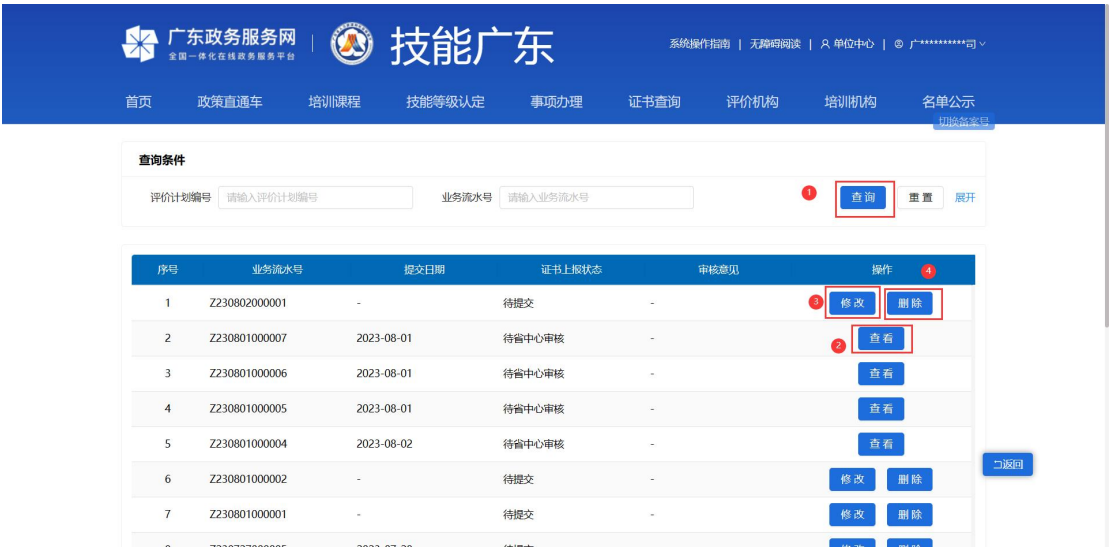 广东政务服务网
全国一体化在线政务服务平台
技能广东
系统操作指南 | 无障碍阅读 | 单位中心 | 广**********司
首页 政策直通车 培训课程 技能等级认定 事项办理 证书查询 评价机构 培训机构 名单公示
切换备案号
查询条件
评价计划编号 请输入评价计划编号 业务流水号 请输入业务流水号 1 查询 重置 展开
序号 业务流水号 提交日期 证书上报状态 审核意见 操作 4
1 Z230802000001 - 待提交 - 3 修改 删除
2 Z230801000007 2023-08-01 待省中心审核 - 2 查看
3 Z230801000006 2023-08-01 待省中心审核 - 查看
4 Z230801000005 2023-08-01 待省中心审核 - 查看
5 Z230801000004 2023-08-02 待省中心审核 - 查看
返回
6 Z230801000002 - 待提交 - 修改 删除
7 Z230801000001 - 待提交 - 修改 删除